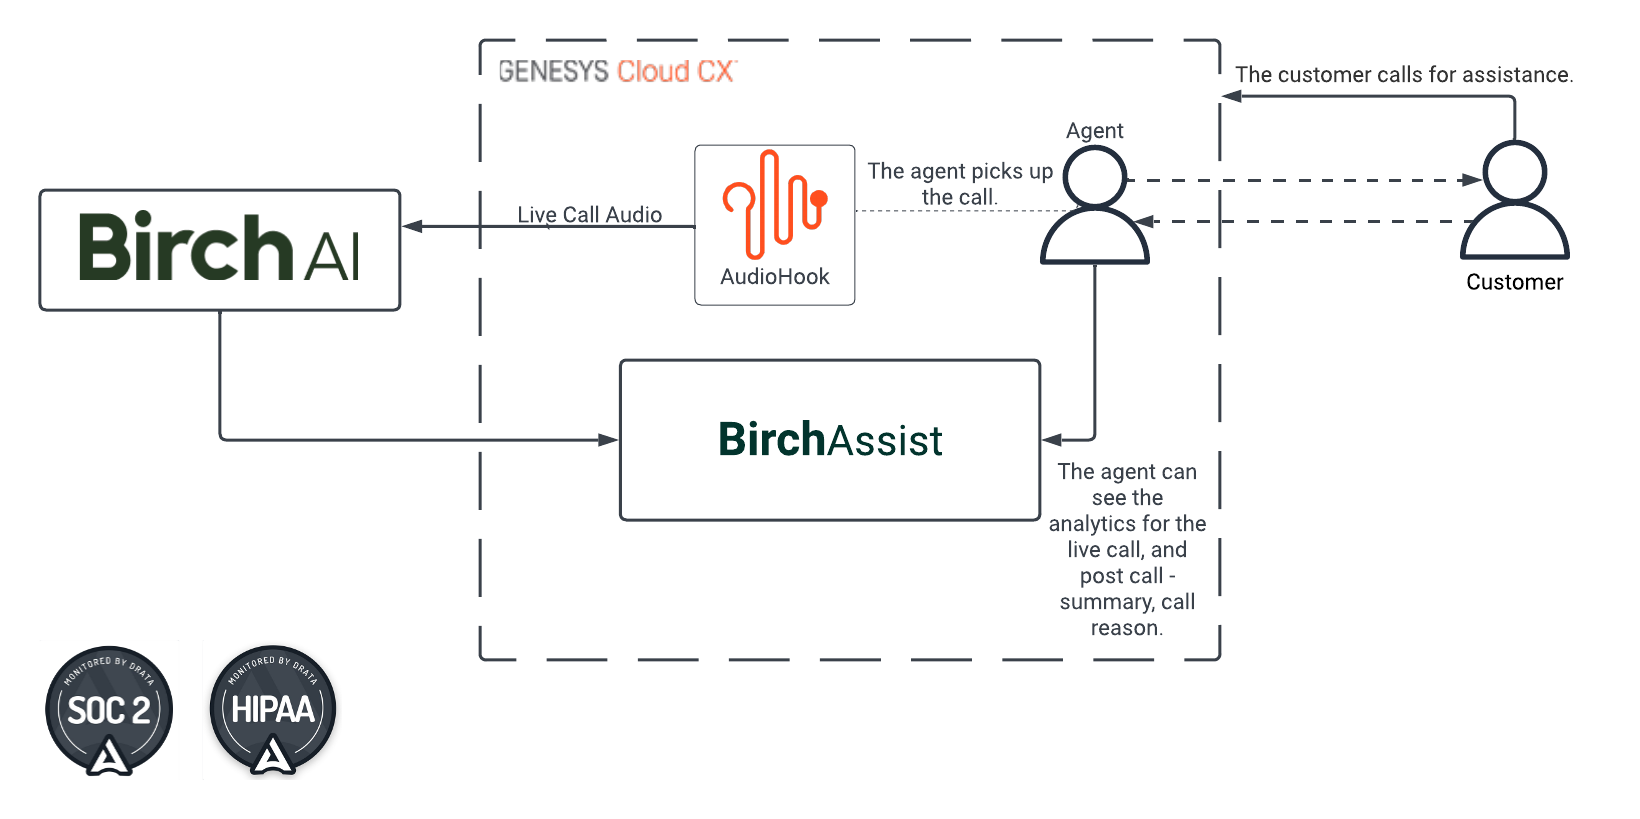 GENESYS Cloud CX™
The customer calls for assistance.
Agent
The agent picks up
the call.
Live Call Audio
Birch AI
AudioHook
Customer
BirchAssist
The agent can
see the
analytics for the
live call, and
post call -
summary, call
reason.
MONITORED BY DRATA
SOC 2
MONITORED BY DRATA
HIPAA